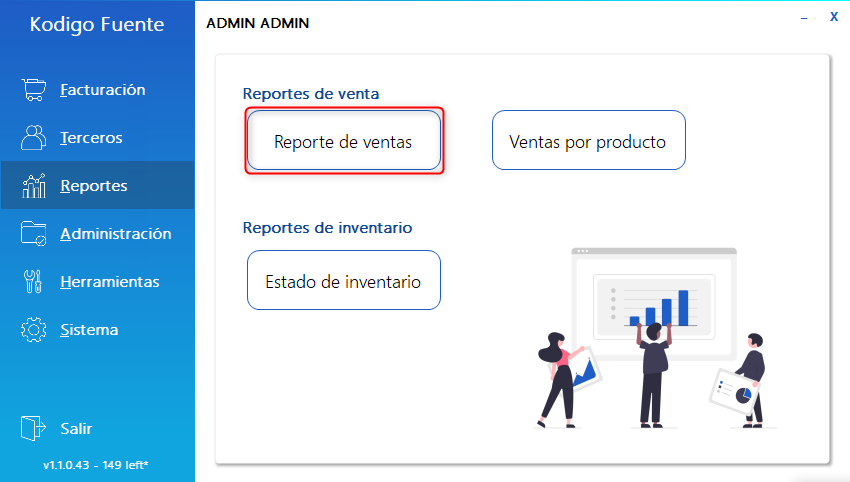 Kodigo Fuente
ADMIN ADMIN
– X
Facturación
Terceros
Reportes
Administración
Herramientas
Sistema
Salir
v1.1.0.43 - 149 left*
Reportes de venta
Reporte de ventas
Ventas por producto
Reportes de inventario
Estado de inventario